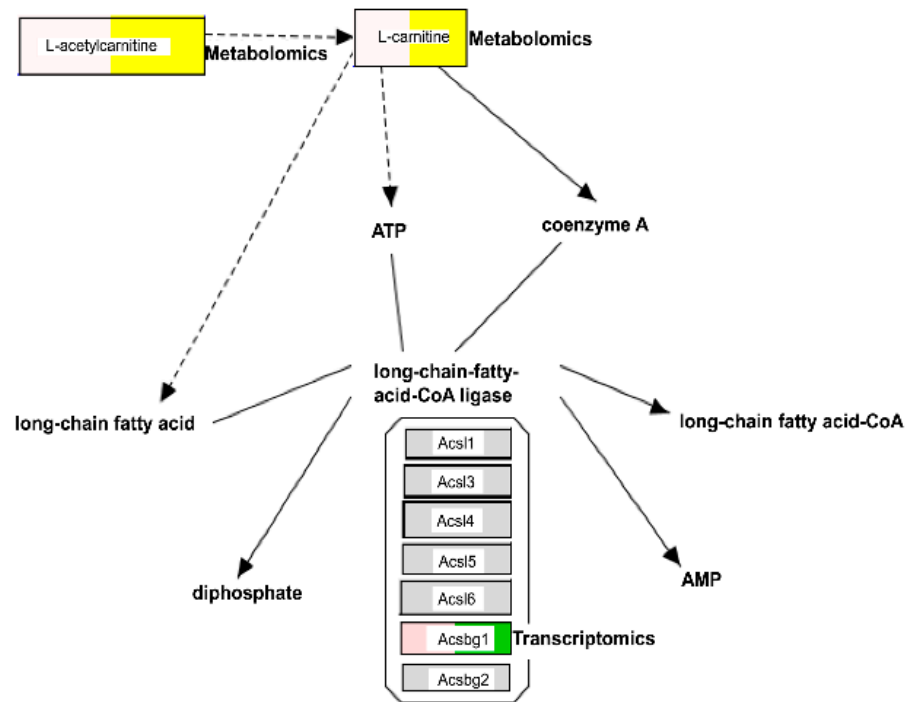 L-acetylcarnitine
Metabolomics
L-carnitine
Metabolomics
ATP
coenzyme A
long-chain-fatty-
acid-CoA ligase
long-chain fatty acid
long-chain fatty acid-CoA
Acsl1
Acsl3
Acsl4
Acsl5
Acsl6
Acsbg1
Transcriptomics
Acsbg2
diphosphate
AMP